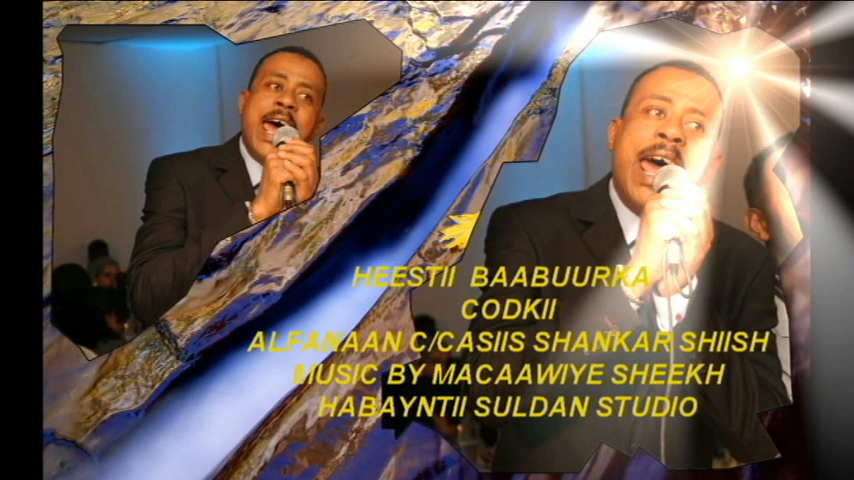 HEESTII BAABUURKA
CODKII
ALFANAAN C/CASIIS SHANKAR SHIISH
MUSIC BY MACAAWIYE SHEEKH
HABAYNTII SULDAN STUDIO